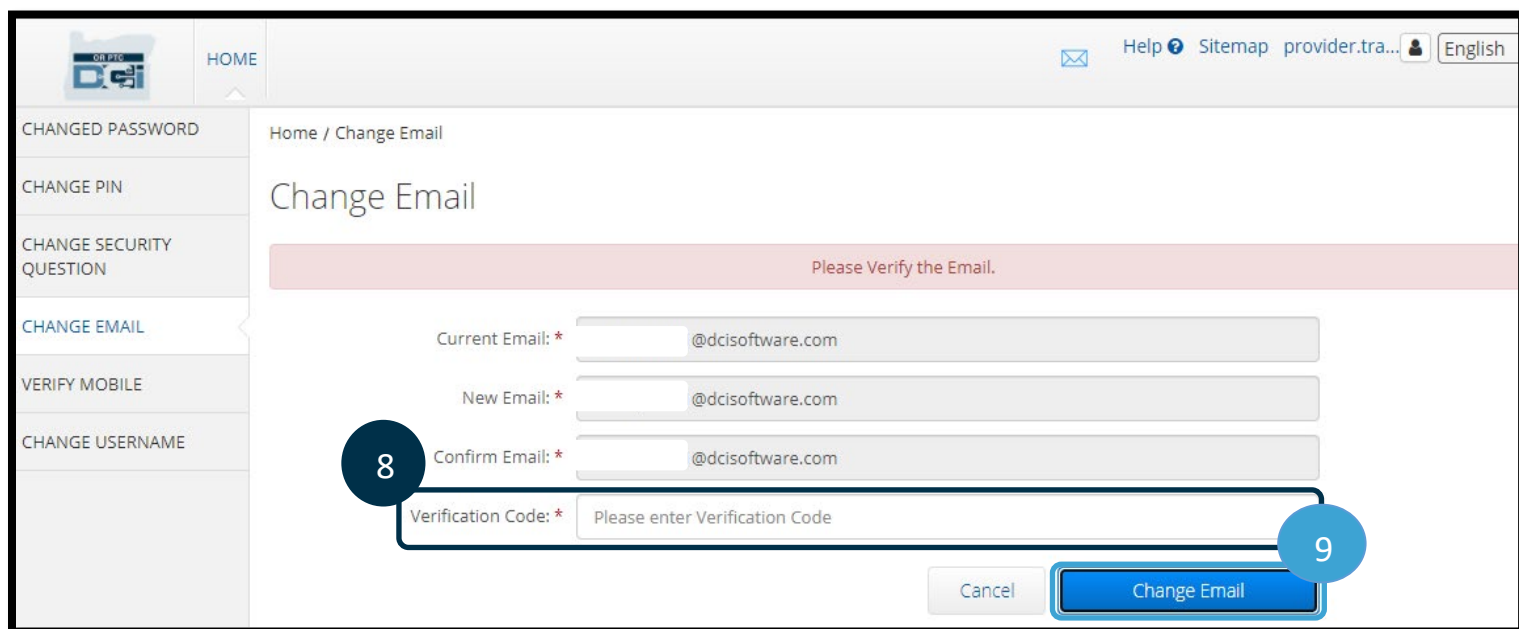 OR PTC
DCi
HOME
Help ? Sitemap provider.tra... English
CHANGED PASSWORD
CHANGE PIN
CHANGE SECURITY
QUESTION
CHANGE EMAIL
VERIFY MOBILE
CHANGE USERNAME
Home / Change Email
Change Email
Please Verify the Email.
Current Email: * @dcisoftware.com
New Email: * @dcisoftware.com
8
Confirm Email: * @dcisoftware.com
Verification Code: * Please enter Verification Code
9
Cancel Change Email